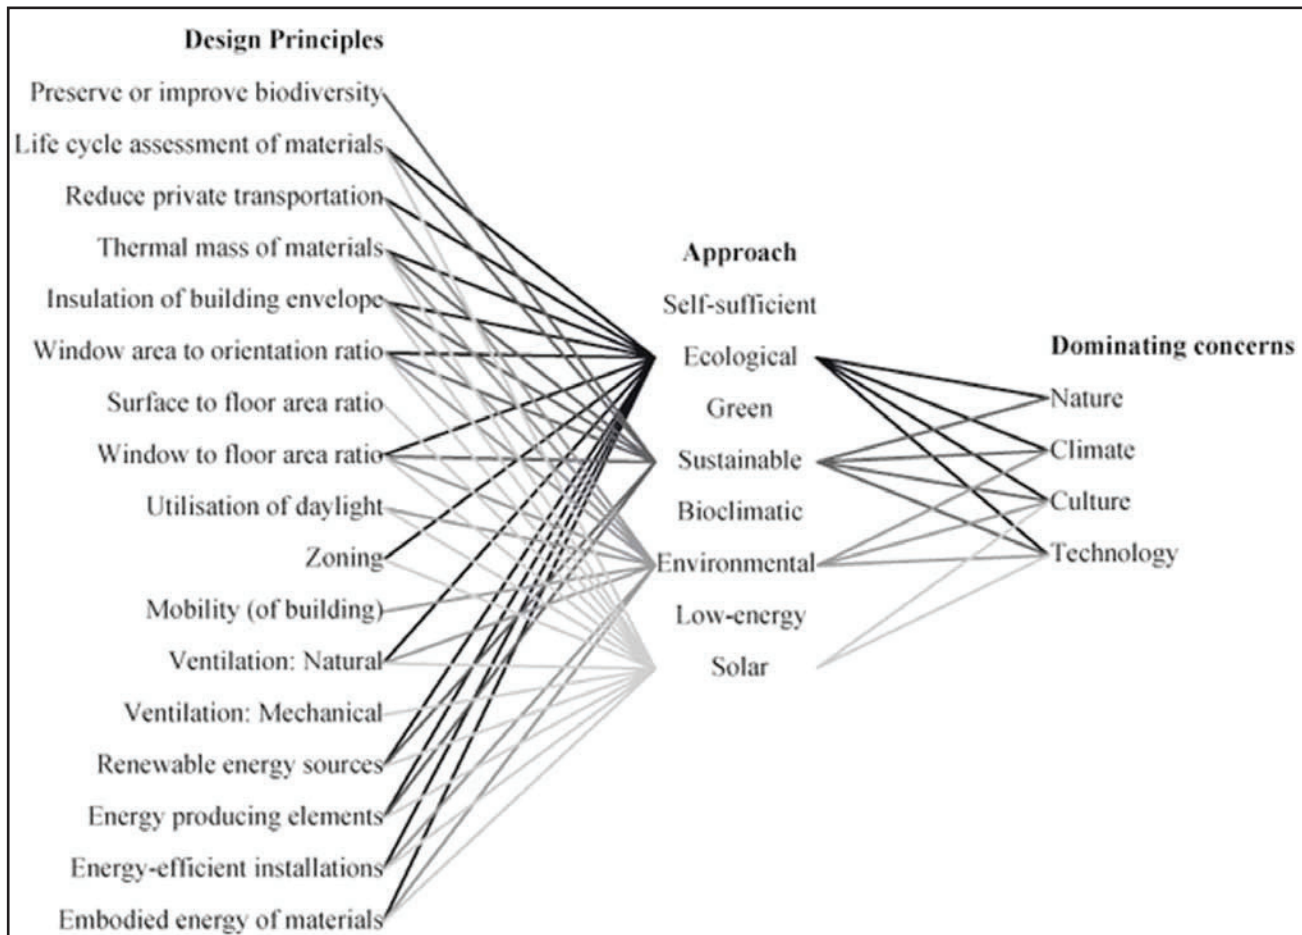 Design Principles
Preserve or improve biodiversity
Life cycle assessment of materials
Reduce private transportation
Thermal mass of materials
Insulation of building envelope
Window area to orientation ratio
Surface to floor area ratio
Window to floor area ratio
Utilisation of daylight
Zoning
Mobility (of building)
Ventilation: Natural
Ventilation: Mechanical
Renewable energy sources
Energy producing elements
Energy-efficient installations
Embodied energy of materials
Approach
Self-sufficient
Ecological
Green
Sustainable
Bioclimatic
Environmental
Low-energy
Solar
Dominating concerns
Nature
Climate
Culture
Technology